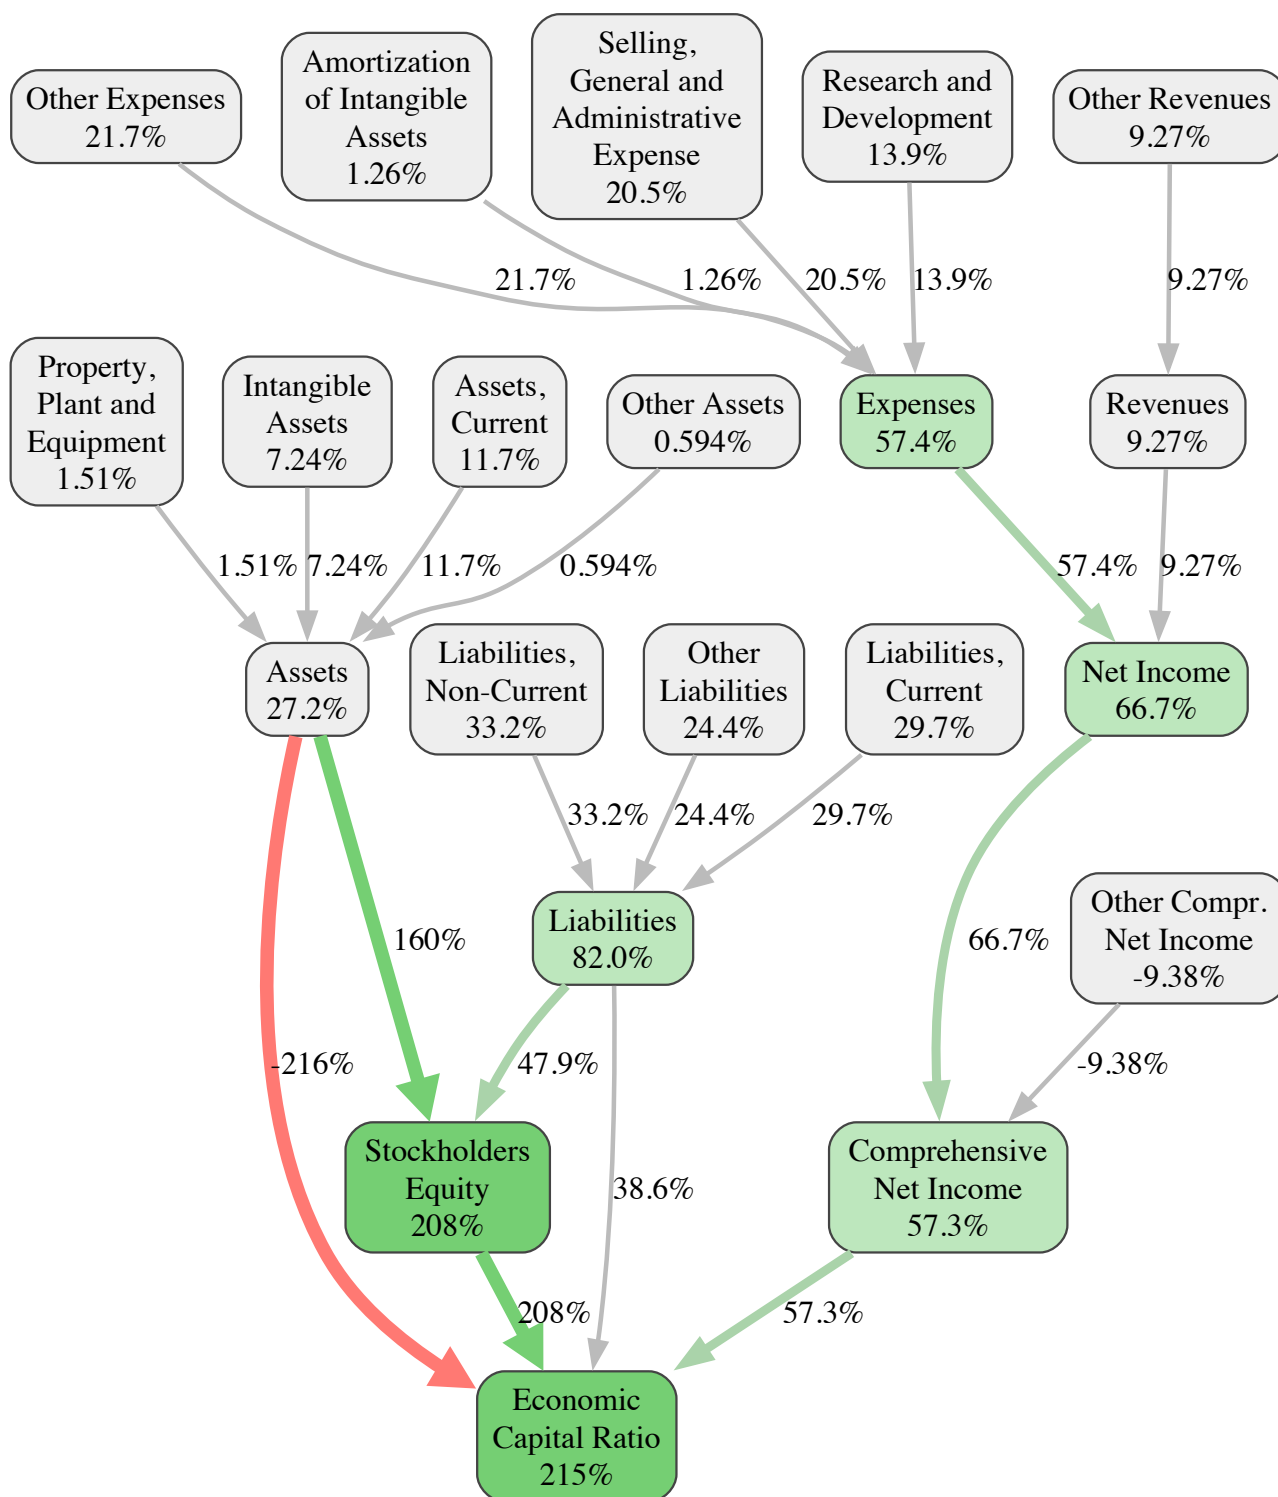 Other Expenses
21.7%
Amortization
of Intangible
Assets
1.26%
Selling,
General and
Administrative
Expense
20.5%
Research and
Development
13.9%
Other Revenues
9.27%
21.7%
1.26%
20.5%
13.9%
9.27%
Property,
Plant and
Equipment
1.51%
Intangible
Assets
7.24%
Assets,
Current
11.7%
Other Assets
0.594%
Expenses
57.4%
Revenues
9.27%
1.51%
7.24%
11.7%
0.594%
57.4%
9.27%
Assets
27.2%
Liabilities,
Non-Current
33.2%
Other
Liabilities
24.4%
Liabilities,
Current
29.7%
Net Income
66.7%
33.2%
24.4%
29.7%
160%
Liabilities
82.0%
66.7%
Other Compr.
Net Income
-9.38%
-216%
47.9%
-9.38%
Stockholders
Equity
208%
38.6%
Comprehensive
Net Income
57.3%
208%
57.3%
Economic
Capital Ratio
215%